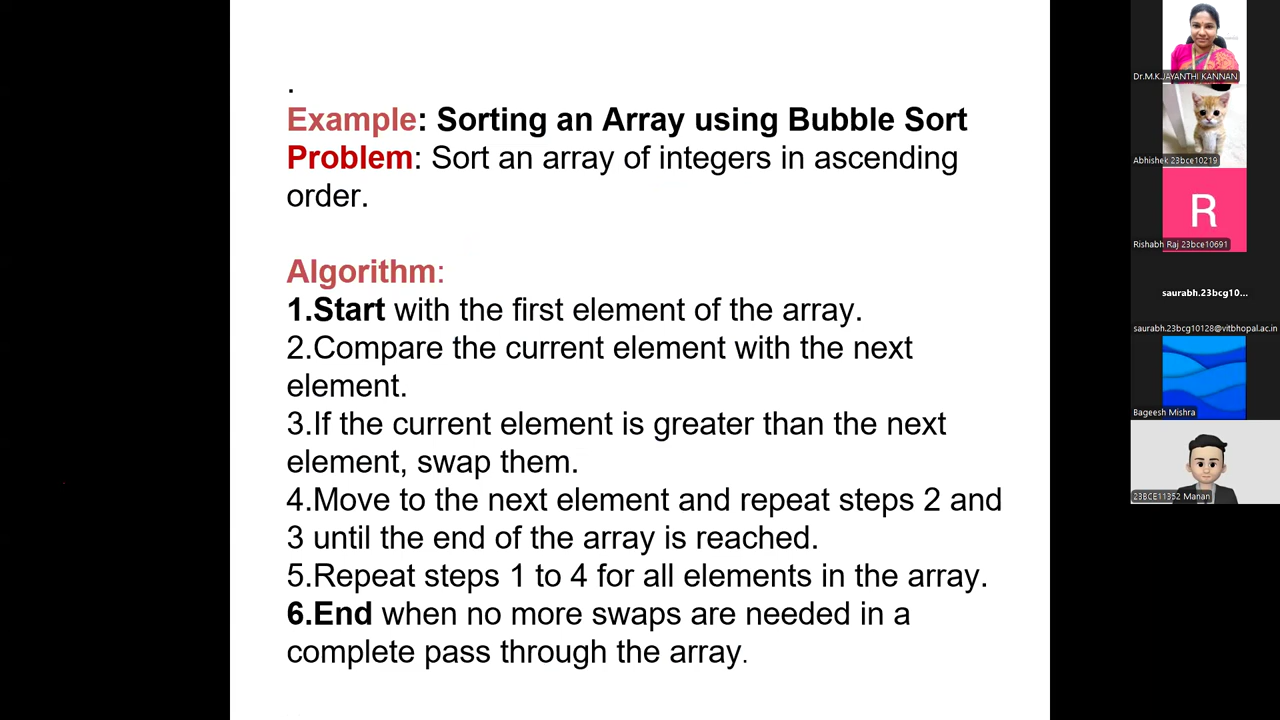 .
Example: Sorting an Array using Bubble Sort
Problem: Sort an array of integers in ascending
order.
Algorithm:
1.Start with the first element of the array.
2.Compare the current element with the next
element.
3.If the current element is greater than the next
element, swap them.
4.Move to the next element and repeat steps 2 and
3 until the end of the array is reached.
5.Repeat steps 1 to 4 for all elements in the array.
6.End when no more swaps are needed in a
complete pass through the array.
Dr.M.K.JAYANTHI KANNAN
Abhishek 23bce10219
R
Rishabh Raj 23bce10691
saurabh.23bcg10...
saurabh.23bcg10128@vitbhopal.ac.in
Bageesh Mishra
23BCE11352 Manan